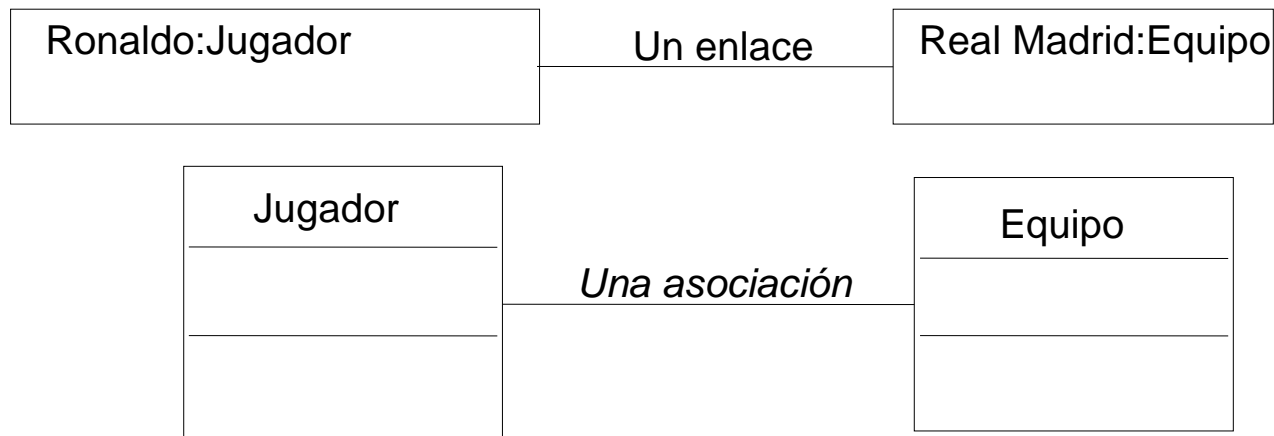 Ronaldo:Jugador
Un enlace
Real Madrid:Equipo
Jugador
Equipo
Una asociación